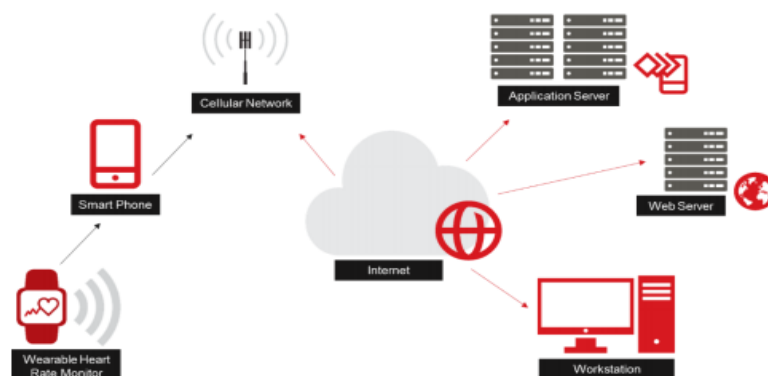 Cellular Network
Application Server
Smart Phone
Web Server
Internet
Wearable Heart
Rate Monitor
Workstation